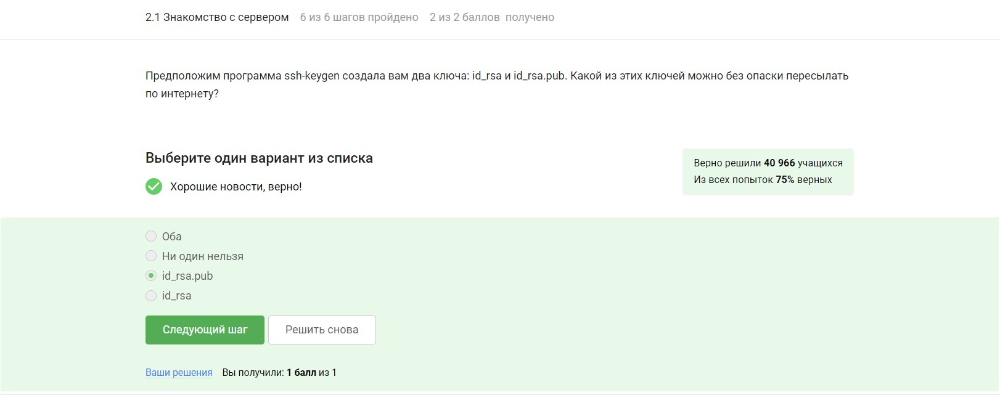 2.1 Знакомство с сервером 6 из 6 шагов пройдено 2 из 2 баллов получено
Предположим программа ssh-keygen создала вам два ключа: id_rsa и id_rsa.pub. Какой из этих ключей можно без опаски пересылать
по интернету?
Выберите один вариант из списка
Хорошие новости, верно!
Верно решили 40 966 учащихся
Из всех попыток 75% верных
Оба
Ни один нельзя
id_rsa.pub
id_rsa
Следующий шаг Решить снова
Ваши решения Вы получили: 1 балл из 1